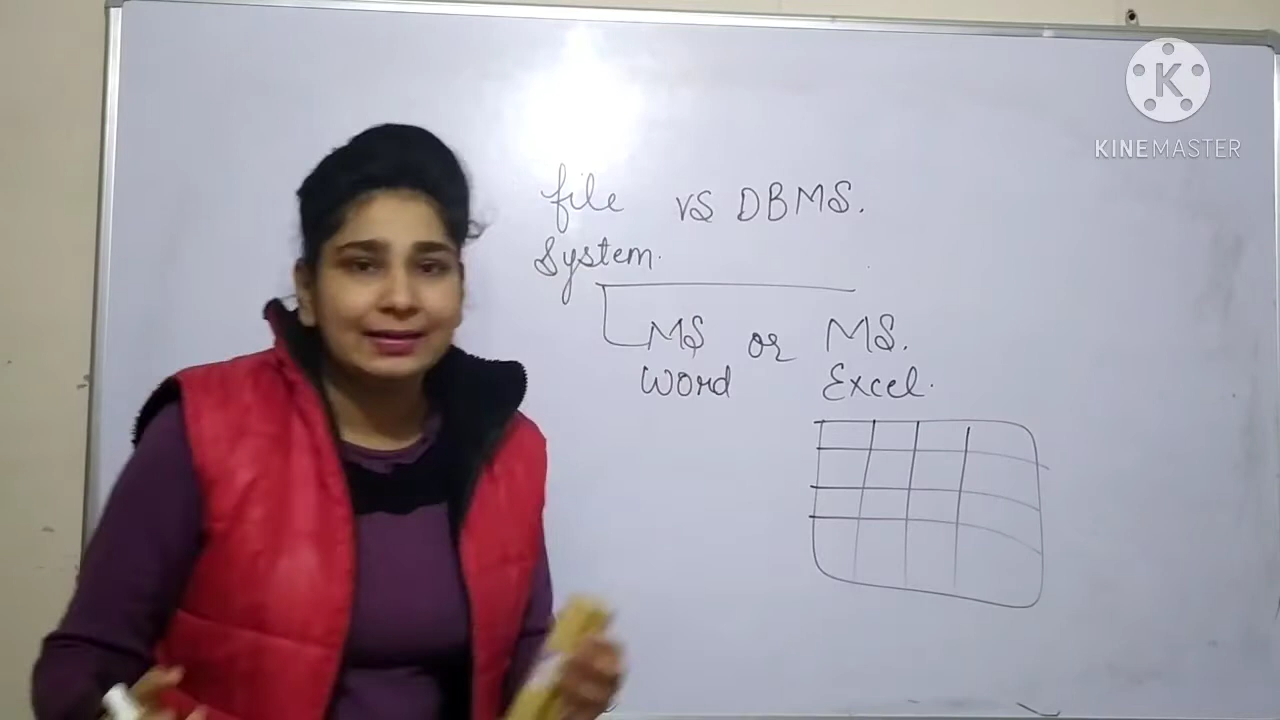 file vs DBMS.
System.
MS or MS.
Word Excel.
K
KINEMASTER